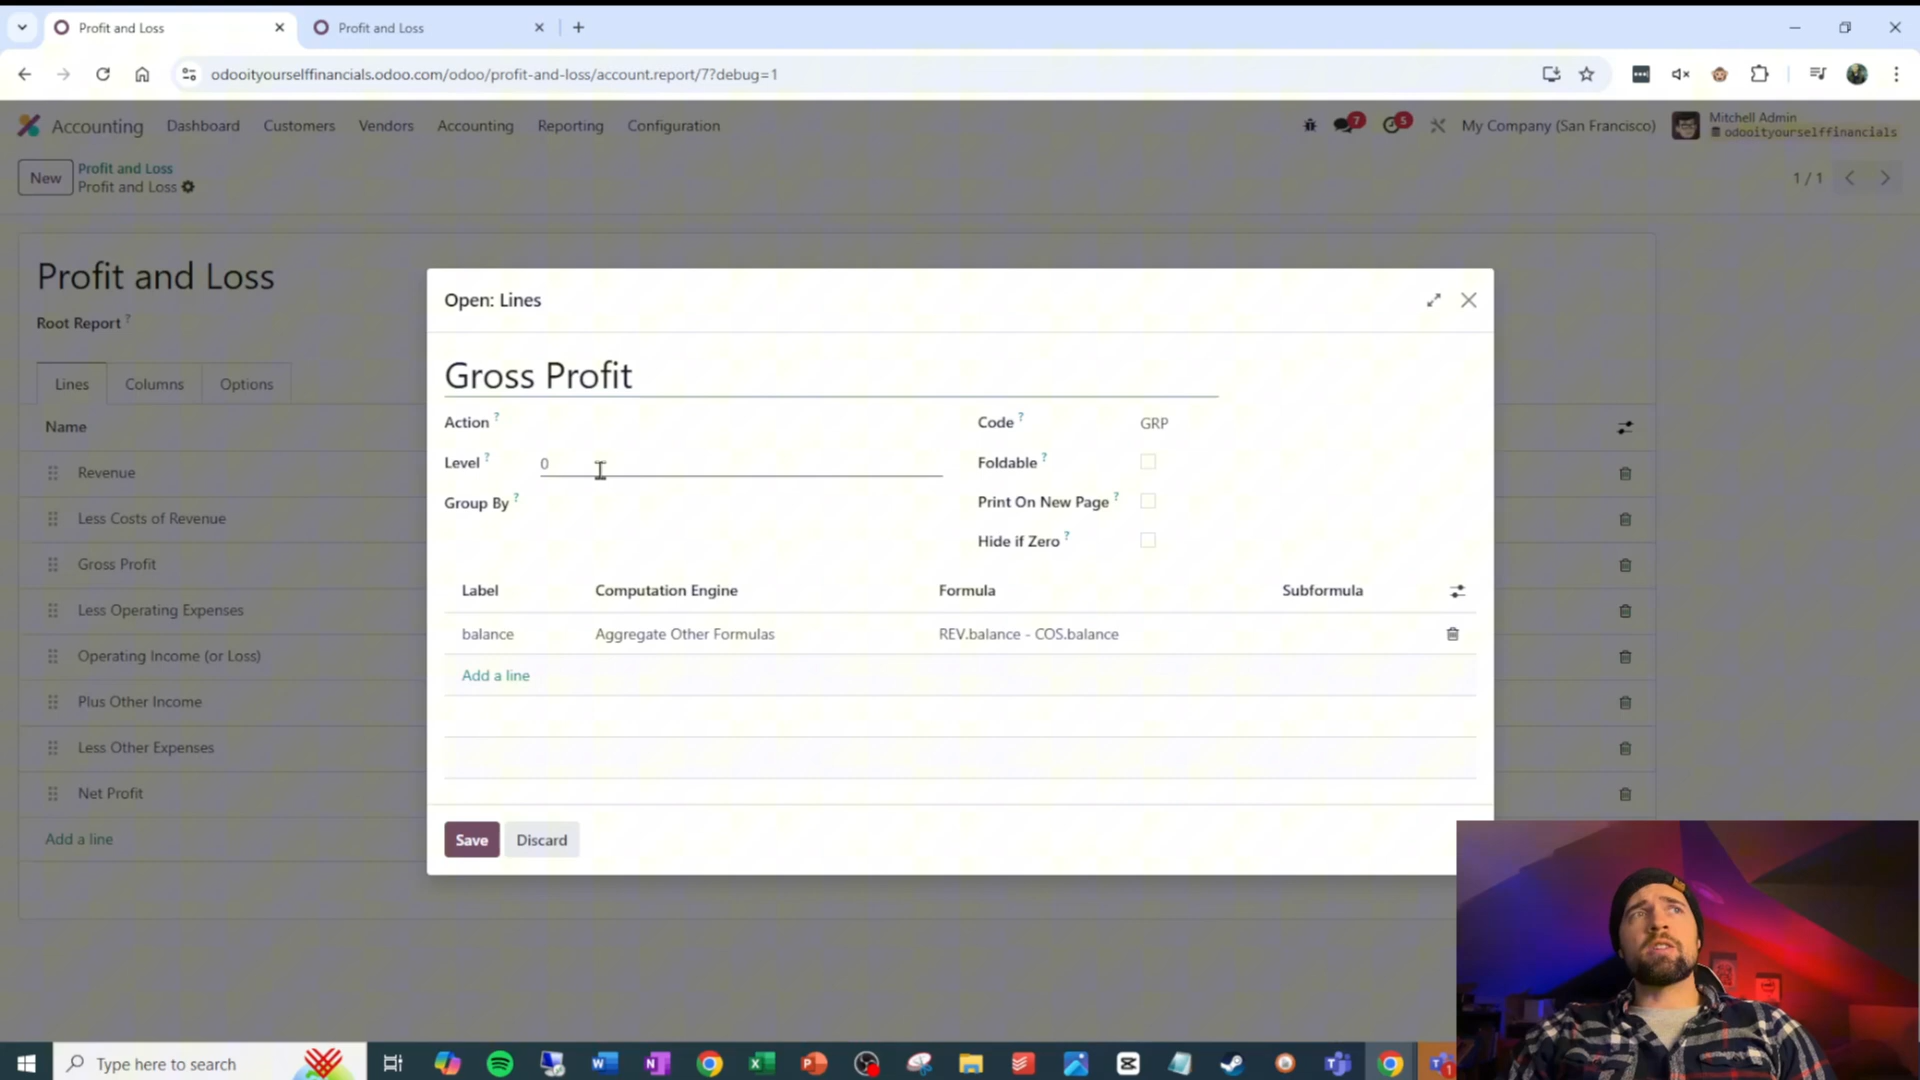 Profit and Loss
Profit and Loss
odooityourselffinancials.odoo.com/odoo/profit-and-loss/account.report/7?debug=1
Accounting Dashboard Customers Vendors Accounting Reporting Configuration
7 5 My Company (San Francisco) Mitchell Admin
odooityourselffinancials
New Profit and Loss
Profit and Loss
1 / 1
Profit and Loss
Root Report ?
Lines Columns Options
Name
Revenue
Less Costs of Revenue
Gross Profit
Less Operating Expenses
Operating Income (or Loss)
Plus Other Income
Less Other Expenses
Net Profit
Add a line
Open: Lines
Gross Profit
Action ? Code ? GRP
Level ? 0 Foldable ?
Group By ? Print On New Page ?
Hide if Zero ?
Label Computation Engine Formula Subformula
balance Aggregate Other Formulas REV.balance - COS.balance
Add a line
Save Discard
Type here to search
1